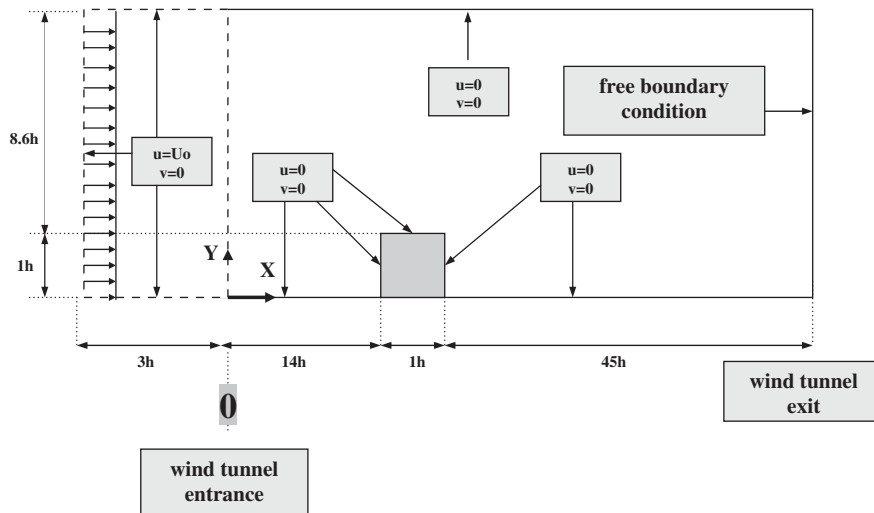 u=0
v=0
free boundary
condition
8.6h
u=Uo
v=0
u=0
v=0
u=0
v=0
1h
Y
X
3h
14h
1h
45h
0
wind tunnel
exit
wind tunnel
entrance